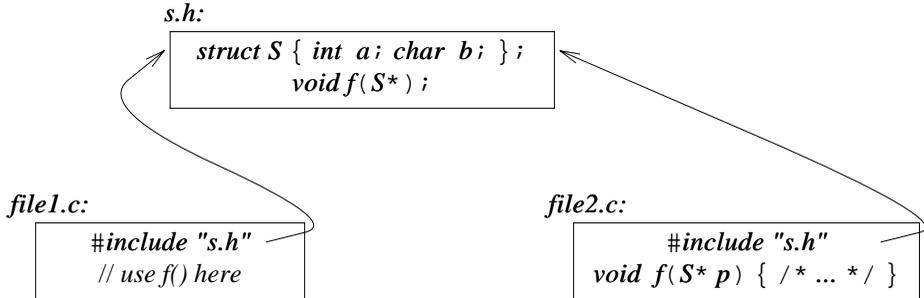 s.h:
struct S { int a; char b; };
void f(S*);
file1.c:
#include "s.h"
// use f() here
file2.c:
#include "s.h"
void f(S* p) { /* ... */ }